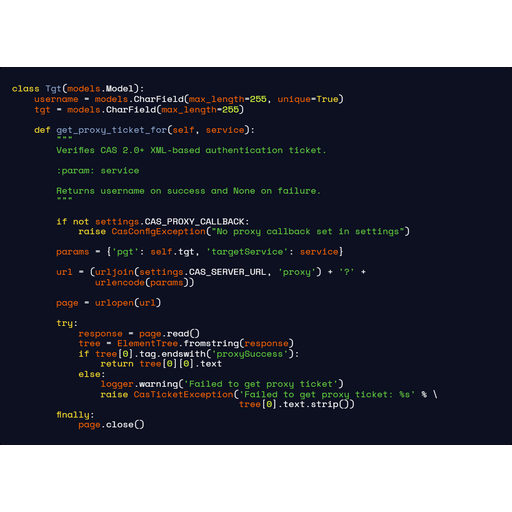 class Tgt(models.Model):
    username = models.CharField(max_length=255, unique=True)
    tgt = models.CharField(max_length=255)

    def get_proxy_ticket_for(self, service):
        """
        Verifies CAS 2.0+ XML-based authentication ticket.

        :param: service

        Returns username on success and None on failure.
        """

        if not settings.CAS_PROXY_CALLBACK:
            raise CasConfigException("No proxy callback set in settings")

        params = {'pgt': self.tgt, 'targetService': service}

        url = (urljoin(settings.CAS_SERVER_URL, 'proxy') + '?' +
               urlencode(params))

        page = urlopen(url)

        try:
            response = page.read()
            tree = ElementTree.fromstring(response)
            if tree[0].tag.endswith('proxySuccess'):
                return tree[0][0].text
            else:
                logger.warning('Failed to get proxy ticket')
                raise CasTicketException('Failed to get proxy ticket: %s' % \
                                         tree[0].text.strip())
        finally:
            page.close()